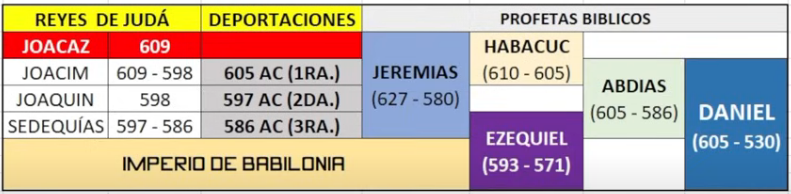 REYES DE JUDÁ DEPORTACIONES PROFETAS BIBLICOS
JOACAZ 609
JOACIM 609 - 598 605 AC (1RA.)
JOAQUIN 598 597 AC (2DA.)
SEDEQUÍAS 597 - 586 586 AC (3RA.)
IMPERIO DE BABILONIA
JEREMIAS
(627 - 580)
HABACUC
(610 - 605)
EZEQUIEL
(593 - 571)
ABDIAS
(605 - 586)
DANIEL
(605 - 530)